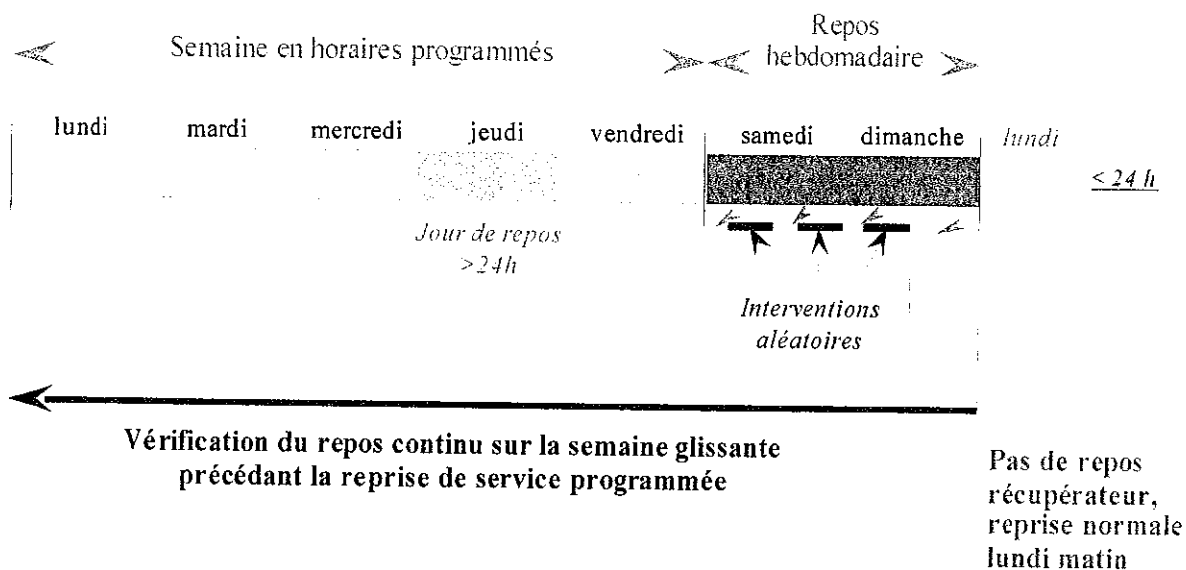 Semaine en horaires programmés
Repos
hebdomadaire
lundi mardi mercredi jeudi vendredi samedi dimanche lundi
< 24 h
Jour de repos
>24h
Interventions
aléatoires
Vérification du repos continu sur la semaine glissante
précédant la reprise de service programmée
Pas de repos
récupérateur,
reprise normale
lundi matin